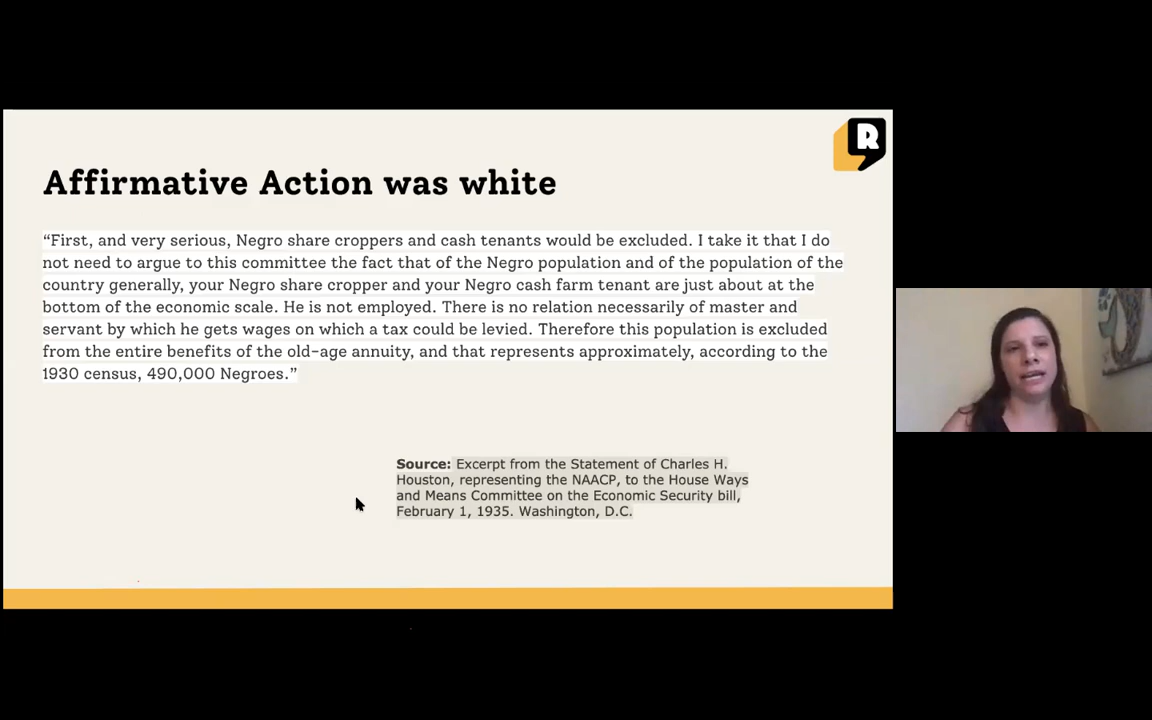 R
Affirmative Action was white
“First, and very serious, Negro share croppers and cash tenants would be excluded. I take it that I do
not need to argue to this committee the fact that of the Negro population and of the population of the
country generally, your Negro share cropper and your Negro cash farm tenant are just about at the
bottom of the economic scale. He is not employed. There is no relation necessarily of master and
servant by which he gets wages on which a tax could be levied. Therefore this population is excluded
from the entire benefits of the old-age annuity, and that represents approximately, according to the
1930 census, 490,000 Negroes.”
Source: Excerpt from the Statement of Charles H.
Houston, representing the NAACP, to the House Ways
and Means Committee on the Economic Security bill,
February 1, 1935. Washington, D.C.